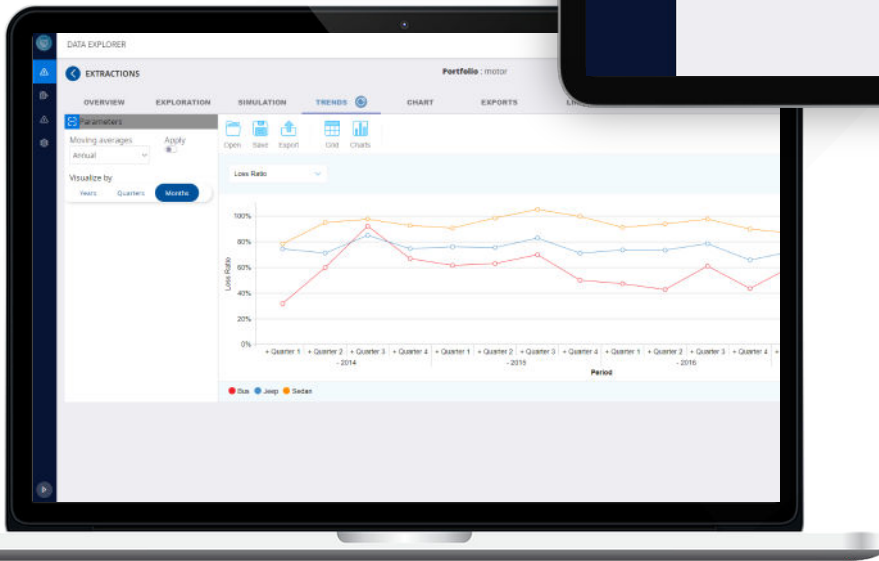 DATA EXPLORER
EXTRACTIONS
Portfolio : motor
OVERVIEW EXPLORATION SIMULATION TRENDS CHART EXPORTS
Parameters
Moving averages Apply
Annual
Open Save Export Grid Charts
Visualize by
Years Quarters Months
Loss Ratio
100%
80%
60%
40%
20%
0%
Loss Ratio
+ Quarter 1 + Quarter 2 + Quarter 3 + Quarter 4 + Quarter 1 + Quarter 2 + Quarter 3 + Quarter 4 + Quarter 1 + Quarter 2 + Quarter 3 + Quarter 4 +
- 2014 - 2015 - 2016
Period
Bus Jeep Sedan